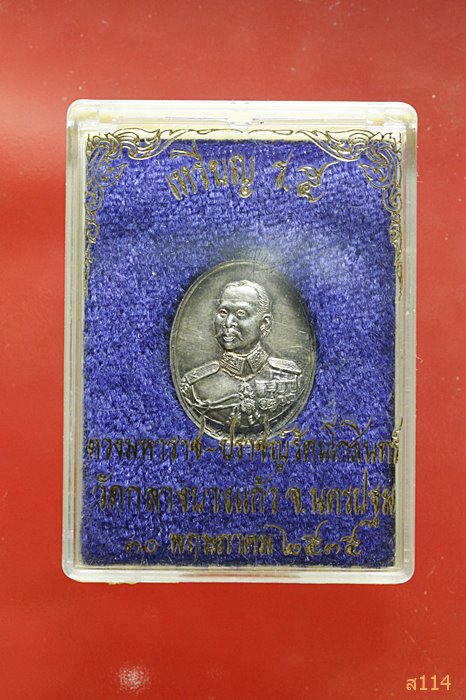 เหรียญ ร.๕
ดวงมหาราช-ปราชญ์รัตนโกสินทร์
วัดกลางบางแก้ว จ.นครปฐม
๓๐ พฤษภาคม ๒๕๓๕
ส114